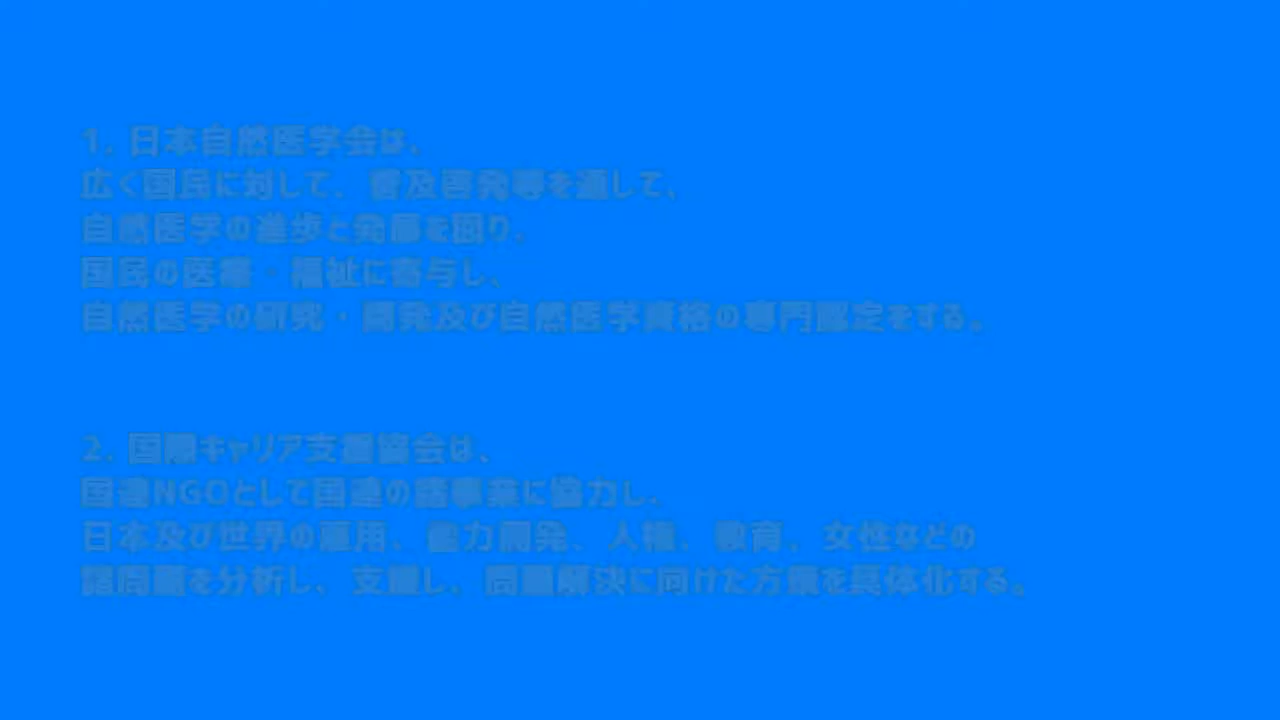 1. 日本自然医学会は、
広く国民に対して、普及啓発等を通して、
自然医学の進歩と発展を図り、
国民の医療・福祉に寄与し、
自然医学の研究・開発及び自然医学資格の専門認定をする。
2. 国際キャリア支援協会は、
国連NGOとして国連の諸事業に協力し、
日本及び世界の雇用、能力開発、人権、教育、女性などの
諸問題を分析し、支援し、問題解決に向けた方策を具体化する。